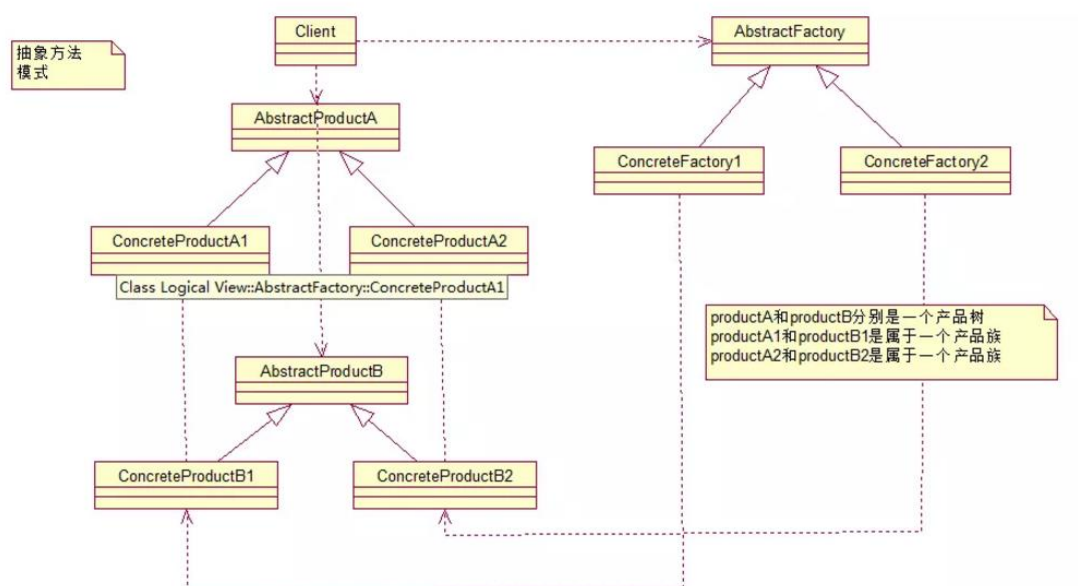 Client
AbstractFactory
抽象方法
模式
AbstractProductA
ConcreteFactory1
ConcreteFactory2
ConcreteProductA1
ConcreteProductA2
Class Logical View::AbstractFactory::ConcreteProductA1
productA和productB分别是一个产品树
productA1和productB1是属于一个产品族
productA2和productB2是属于一个产品族
AbstractProductB
ConcreteProductB1
ConcreteProductB2